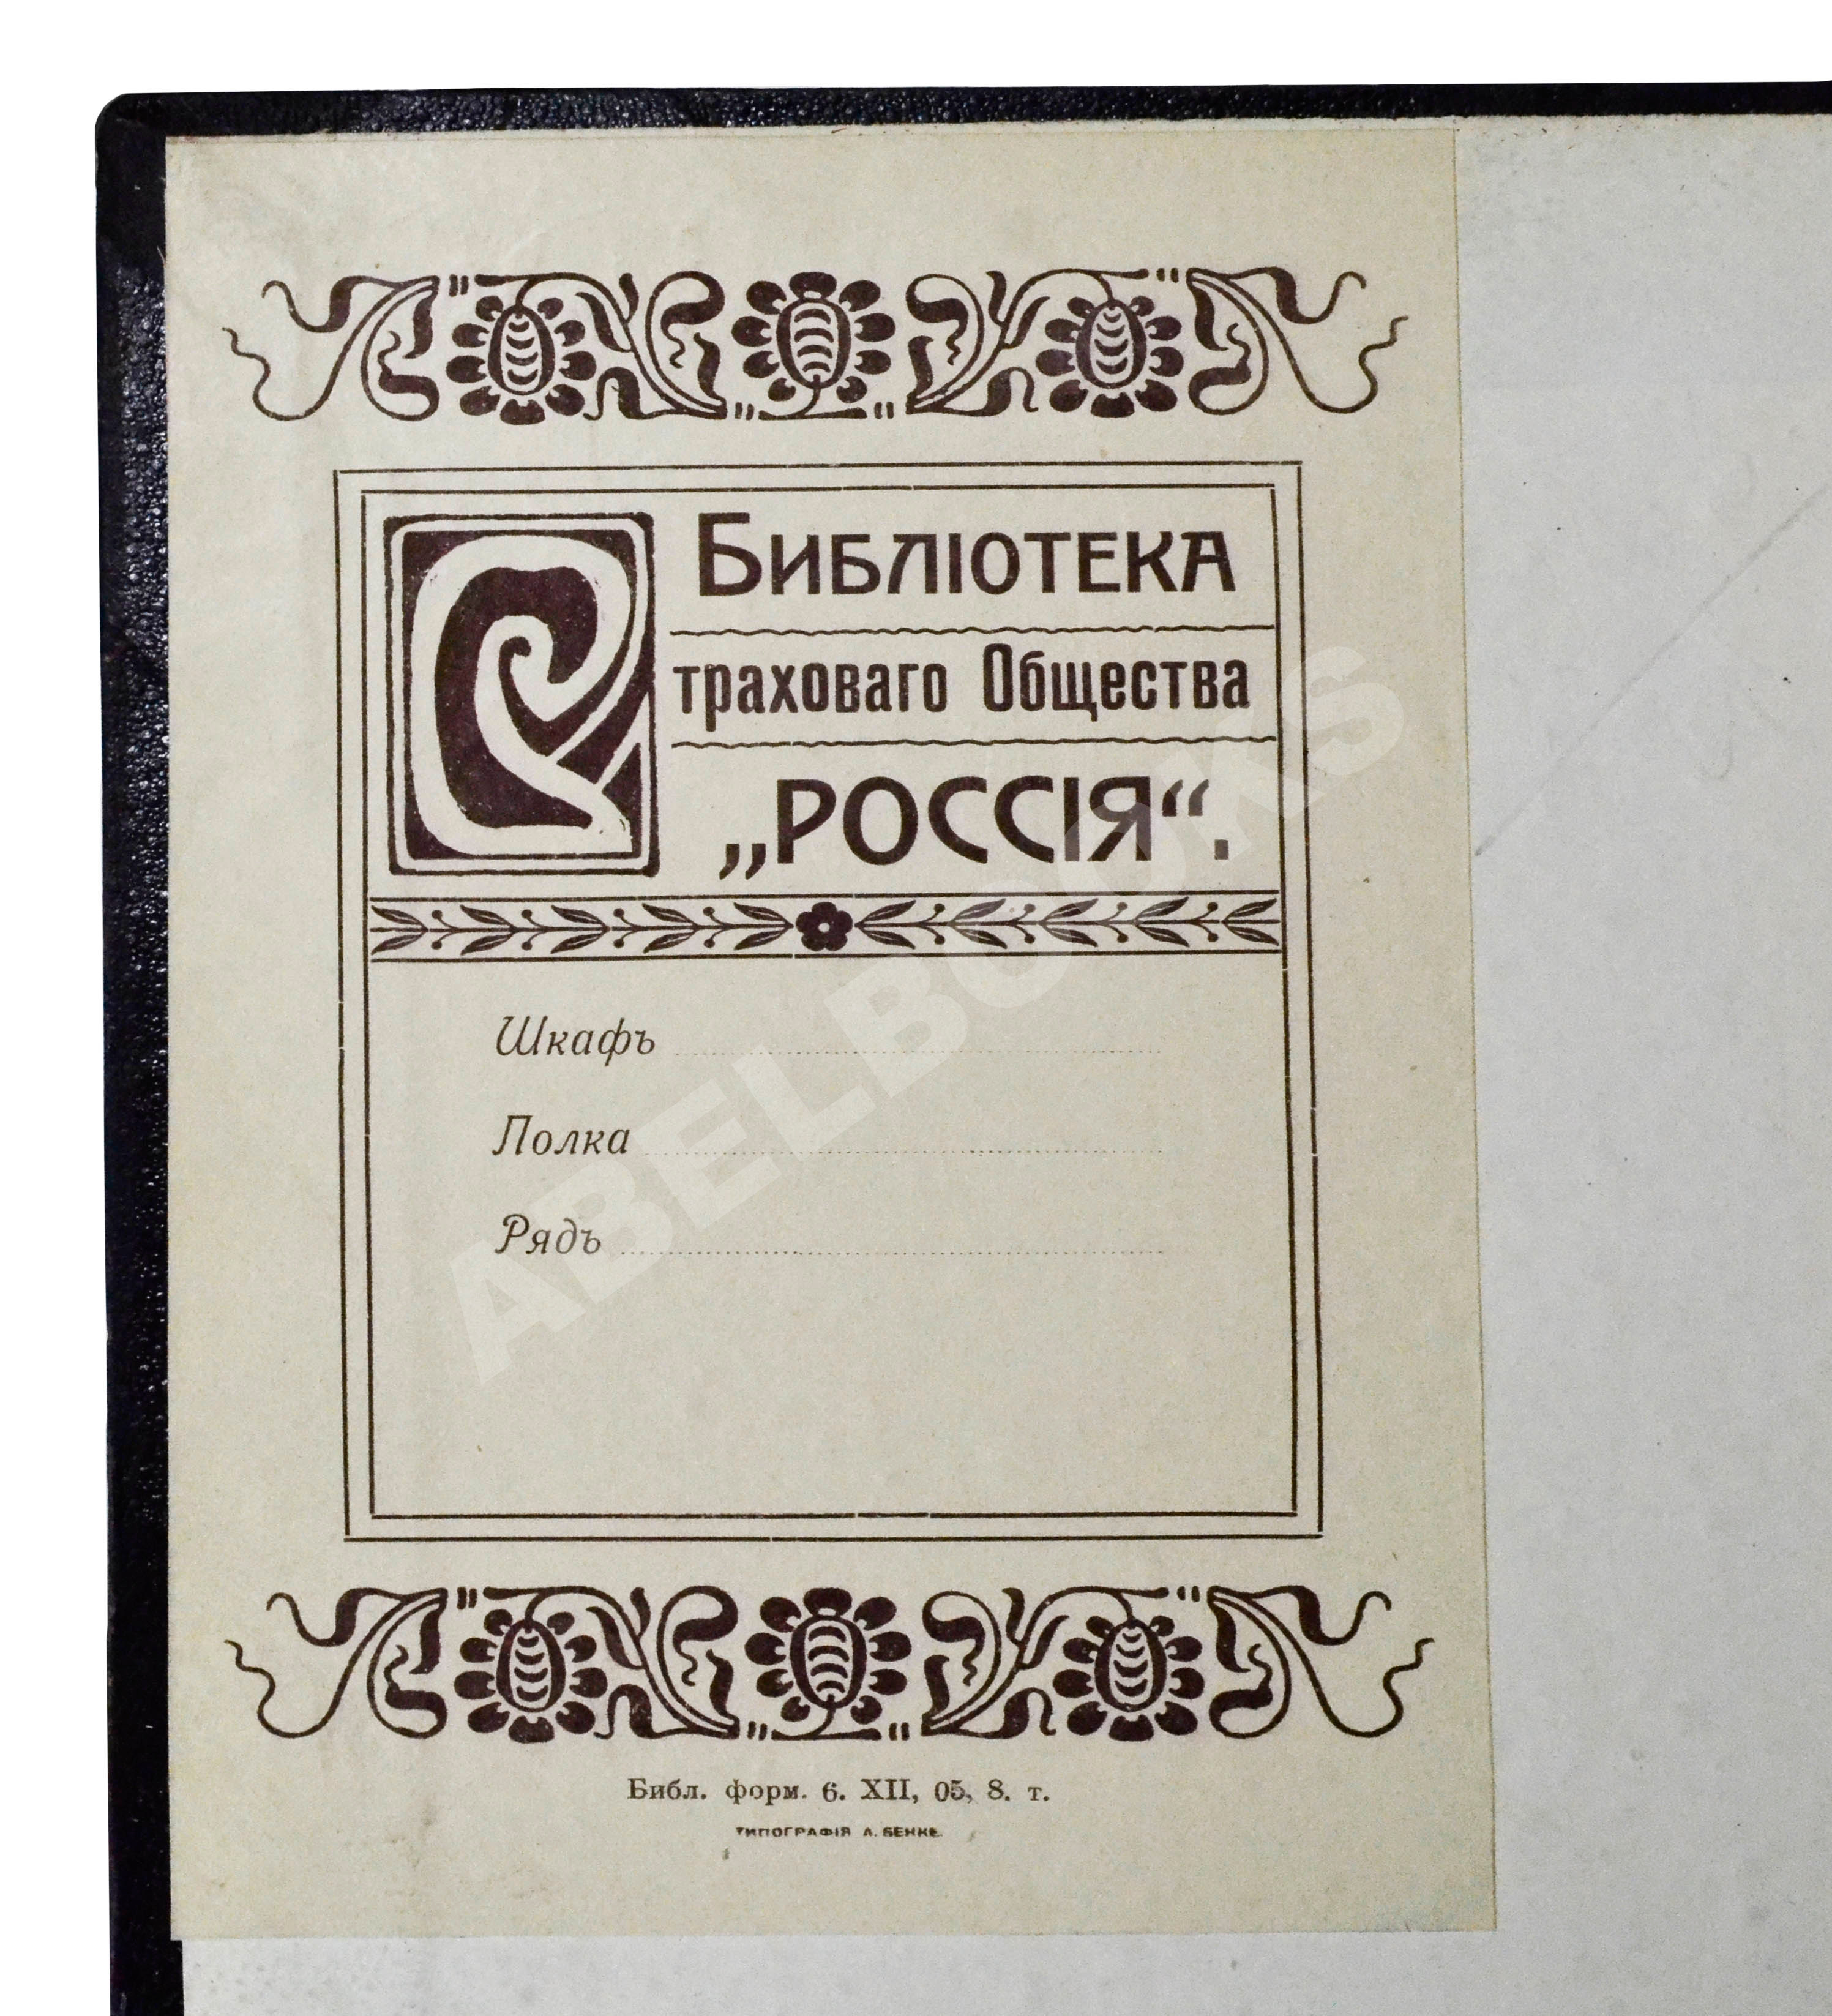 Библіотека
Страховаго Общества
„РОССІЯ“.
Шкафъ
Полка
Рядъ
Библ. форм. 6. XII, 05, 8. т.
ТИПОГРАФІЯ А. БЕНКЕ.
ABELBOOKS